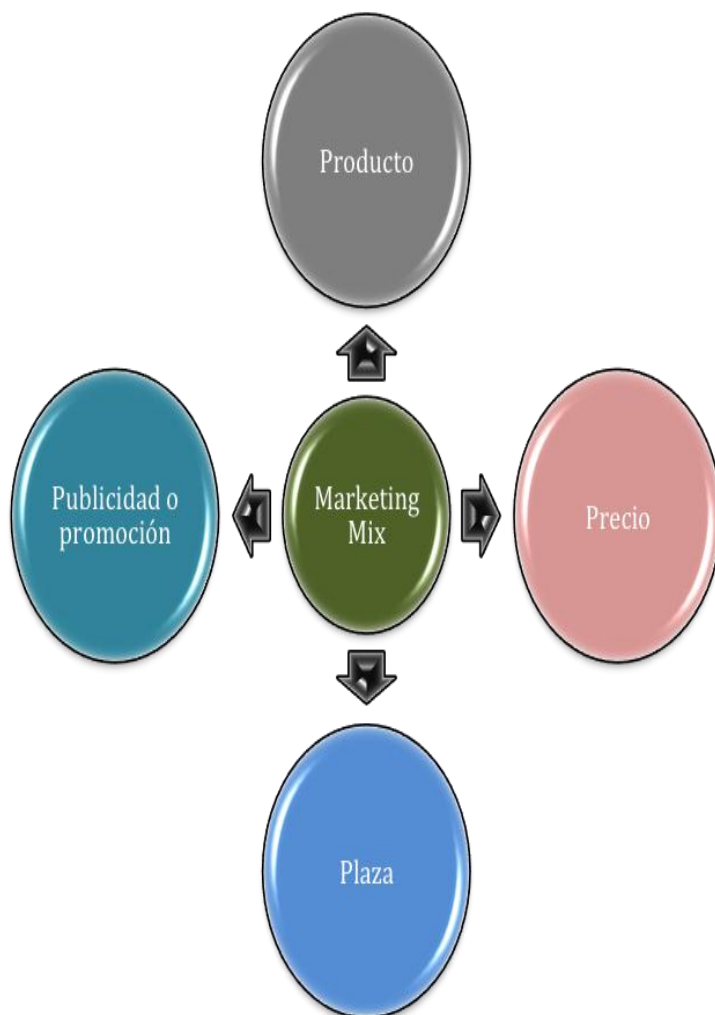 Producto
Publicidad o
promoción
Marketing
Mix
Precio
Plaza